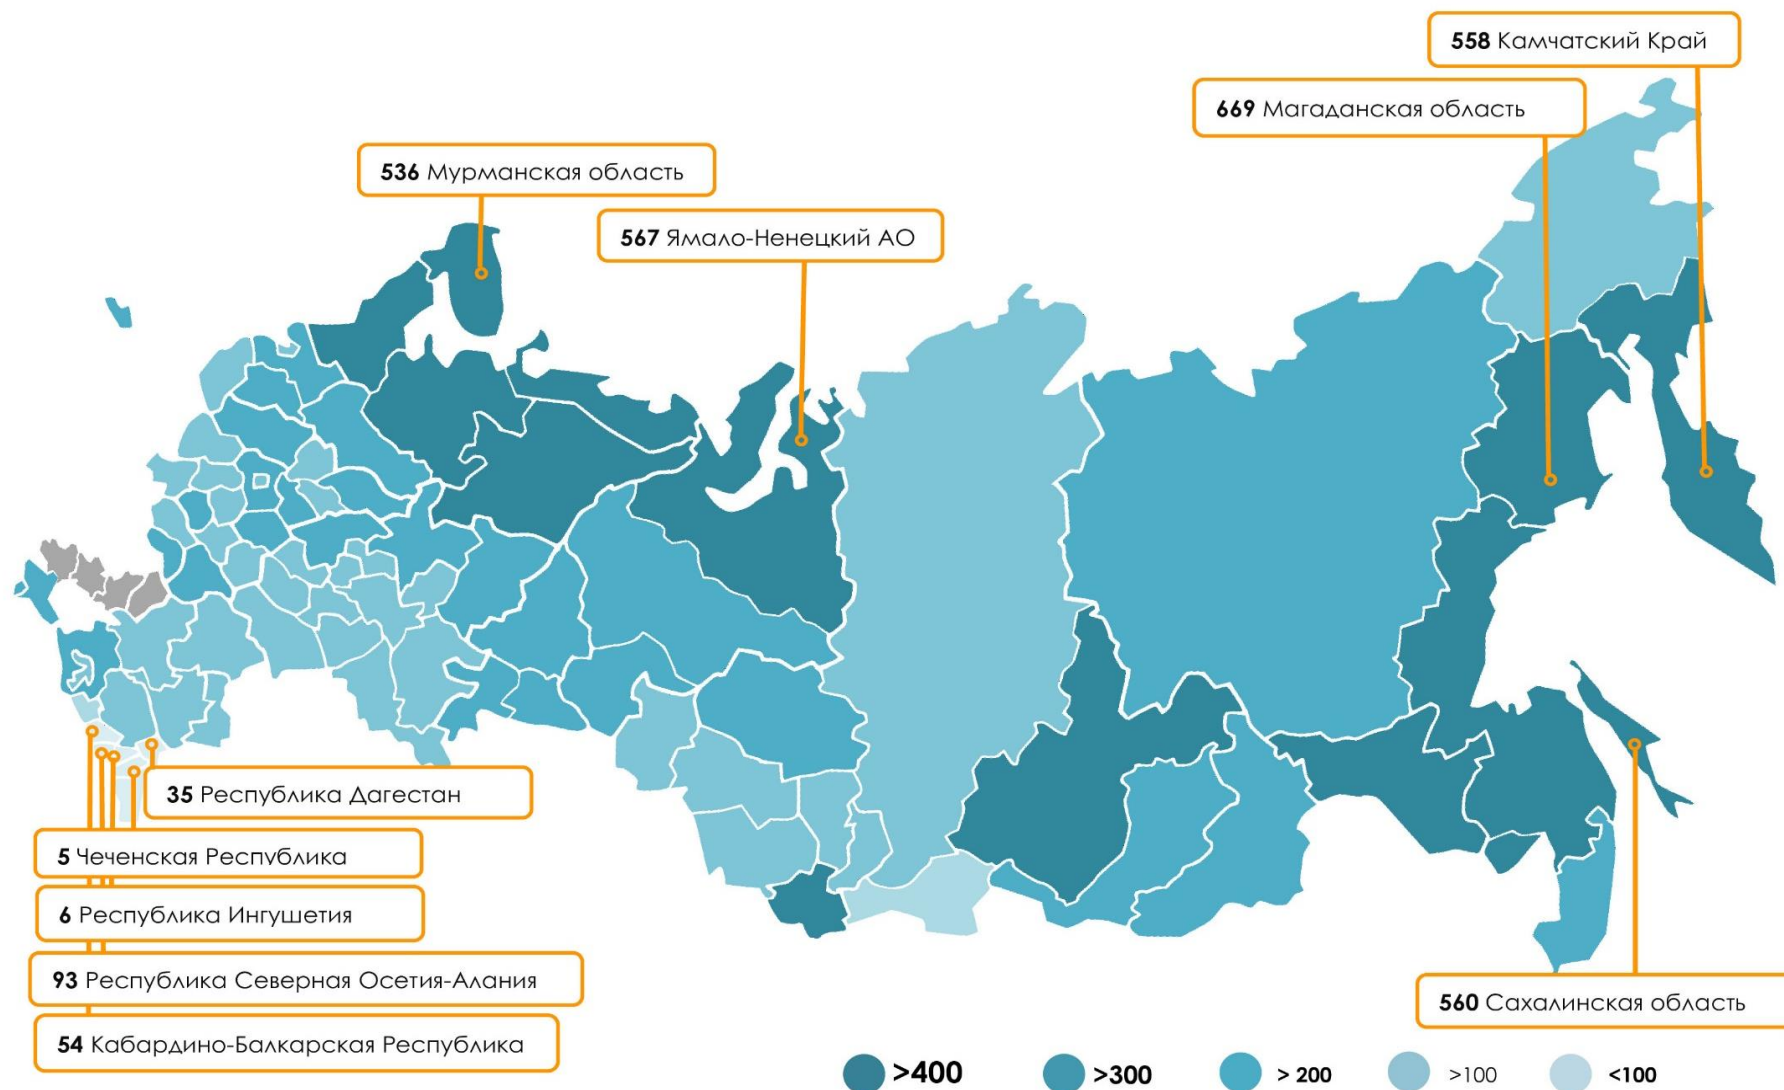 558 Камчатский Край
669 Магаданская область
536 Мурманская область
567 Ямало-Ненецкий АО
35 Республика Дагестан
5 Чеченская Республика
6 Республика Ингушетия
93 Республика Северная Осетия-Алания
560 Сахалинская область
54 Кабардино-Балкарская Республика
>400 >300 > 200 >100 <100